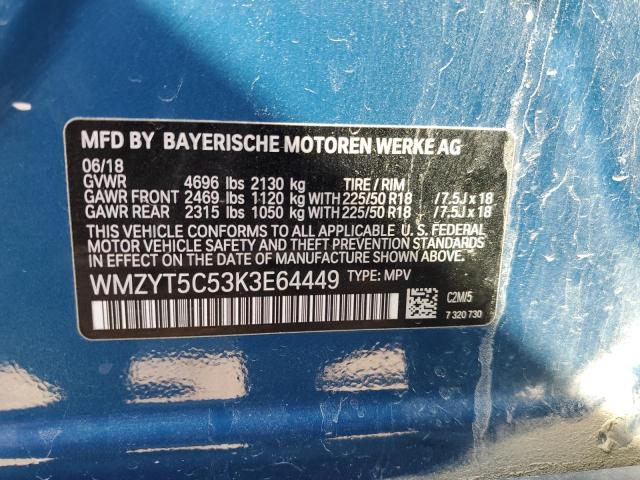 MFD BY BAYERISCHE MOTOREN WERKE AG
06/18
GVWR 4696 lbs 2130 kg TIRE / RIM
GAWR FRONT 2469 lbs 1120 kg WITH 225/50 R18 / 7.5J x 18
GAWR REAR 2315 lbs 1050 kg WITH 225/50 R18 / 7.5J x 18
THIS VEHICLE CONFORMS TO ALL APPLICABLE U. S. FEDERAL
MOTOR VEHICLE SAFETY AND BUMPER STANDARDS
IN EFFECT ON THE DATE OF MANUFACTURE SHOWN ABOVE.
WMZYT5C53K3E64449 TYPE: MPV
C2M/5
7 320 730